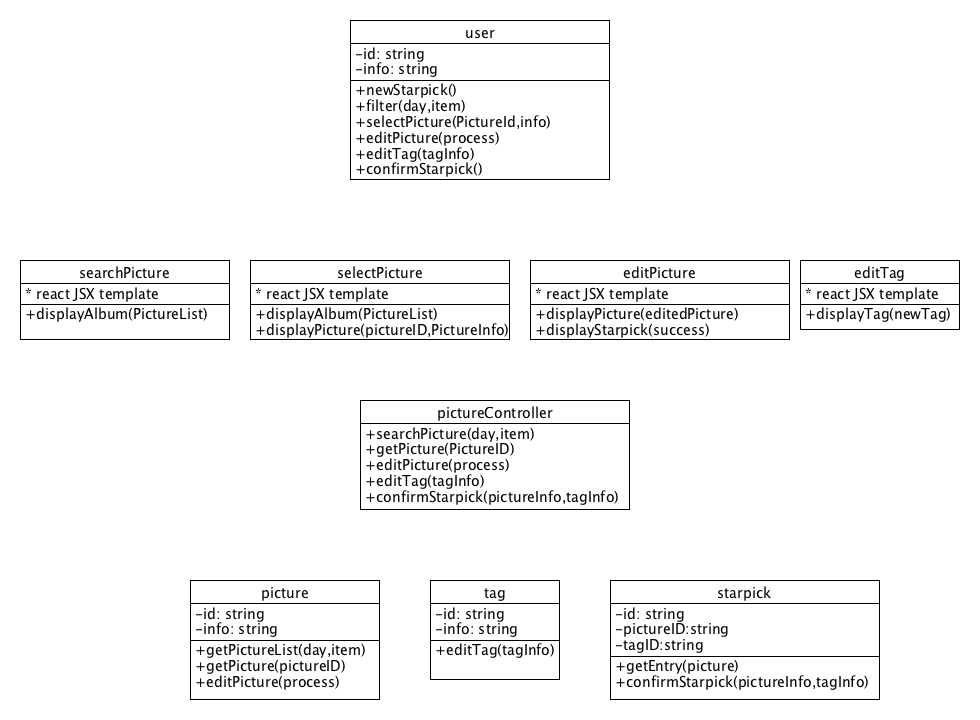 user
-id: string
-info: string
+newStarpick()
+filter(day,item)
+selectPicture(PictureId,info)
+editPicture(process)
+editTag(tagInfo)
+confirmStarpick()
searchPicture
* react JSX template
+displayAlbum(PictureList)
selectPicture
* react JSX template
+displayAlbum(PictureList)
+displayPicture(pictureID,PictureInfo)
editPicture
* react JSX template
+displayPicture(editedPicture)
+displayStarpick(success)
editTag
* react JSX template
+displayTag(newTag)
pictureController
+searchPicture(day,item)
+getPicture(PictureID)
+editPicture(process)
+editTag(tagInfo)
+confirmStarpick(pictureInfo,tagInfo)
picture
-id: string
-info: string
+getPictureList(day,item)
+getPicture(pictureID)
+editPicture(process)
tag
-id: string
-info: string
+editTag(tagInfo)
starpick
-id: string
-pictureID:string
-tagID:string
+getEntry(picture)
+confirmStarpick(pictureInfo,tagInfo)